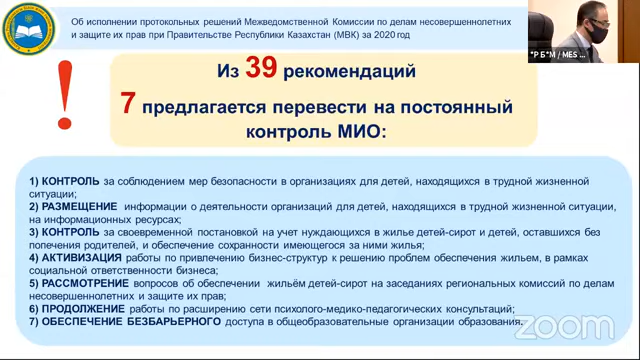 Об исполнении протокольных решений Межведомственной Комиссии по делам несовершеннолетних
и защите их прав при Правительстве Республики Казахстан (МВК) за 2020 год
*Р Б*М / MES ...
!
Из 39 рекомендаций
7 предлагается перевести на постоянный
контроль МИО:
1) КОНТРОЛЬ за соблюдением мер безопасности в организациях для детей, находящихся в трудной жизненной
ситуации;
2) РАЗМЕЩЕНИЕ информации о деятельности организаций для детей, находящихся в трудной жизненной ситуации,
на информационных ресурсах;
3) КОНТРОЛЬ за своевременной постановкой на учет нуждающихся в жилье детей-сирот и детей, оставшихся без
попечения родителей, и обеспечение сохранности имеющегося за ними жилья;
4) АКТИВИЗАЦИЯ работы по привлечению бизнес-структур к решению проблем обеспечения жильем, в рамках
социальной ответственности бизнеса;
5) РАССМОТРЕНИЕ вопросов об обеспечении жильём детей-сирот на заседаниях региональных комиссий по делам
несовершеннолетних и защите их прав;
6) ПРОДОЛЖЕНИЕ работы по расширению сети психолого-медико-педагогических консультаций;
7) ОБЕСПЕЧЕНИЕ БЕЗБАРЬЕРНОГО доступа в общеобразовательные организации образования.
zoom